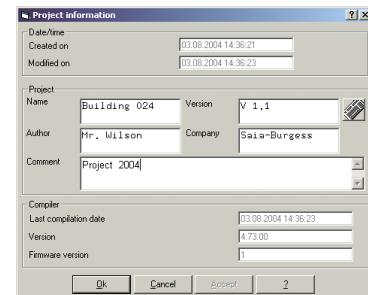 Project information
Date/time
Created on 03.08.2004 14:36:21
Modified on 03.08.2004 14:36:23
Project
Name Building 024 Version V 1.1
Author Mr. Wilson Company Saia-Burgess
Comment Project 2004
Compiler
Last compilation date 03.08.2004 14:36:23
Version 4.73.00
Firmware version 1
Ok Cancel Accept ?